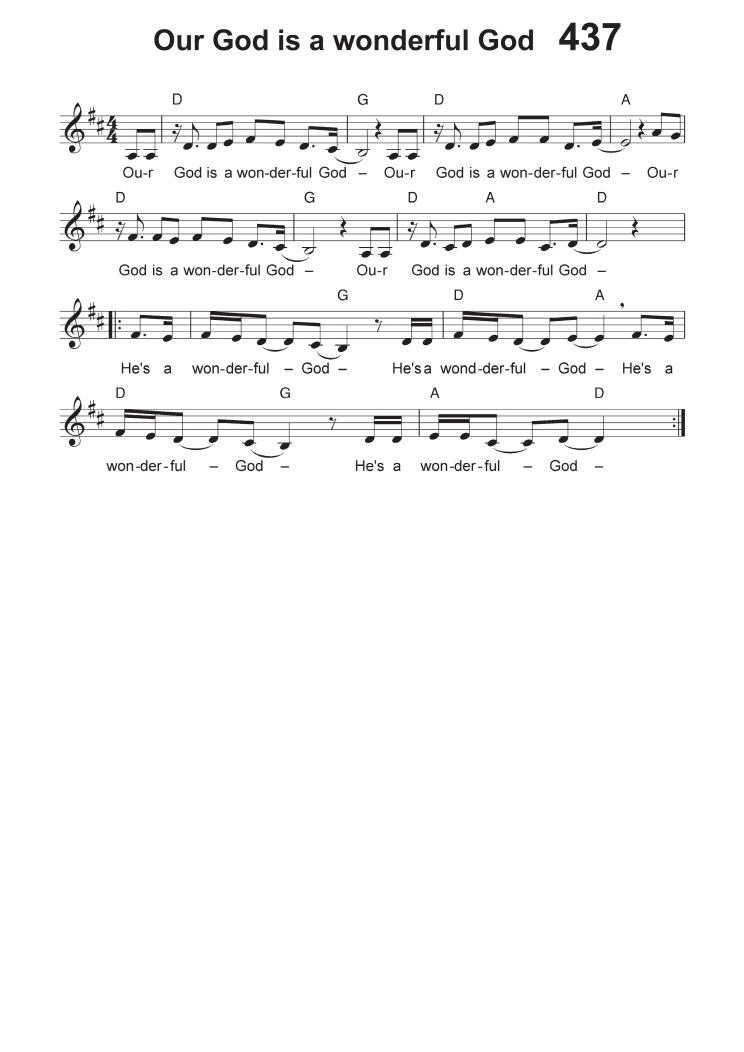 Our God is a wonderful God 437
D G D A
Ou-r God is a won-der-ful God – Ou-r God is a won-der-ful God – Ou-r
D G D A D
God is a won-der-ful God – Ou-r God is a won-der-ful God –
G D A
He's a won-der-ful – God – He's a wond-der-ful – God – He's a
D G A D
won-der-ful – God – He's a won-der-ful – God –